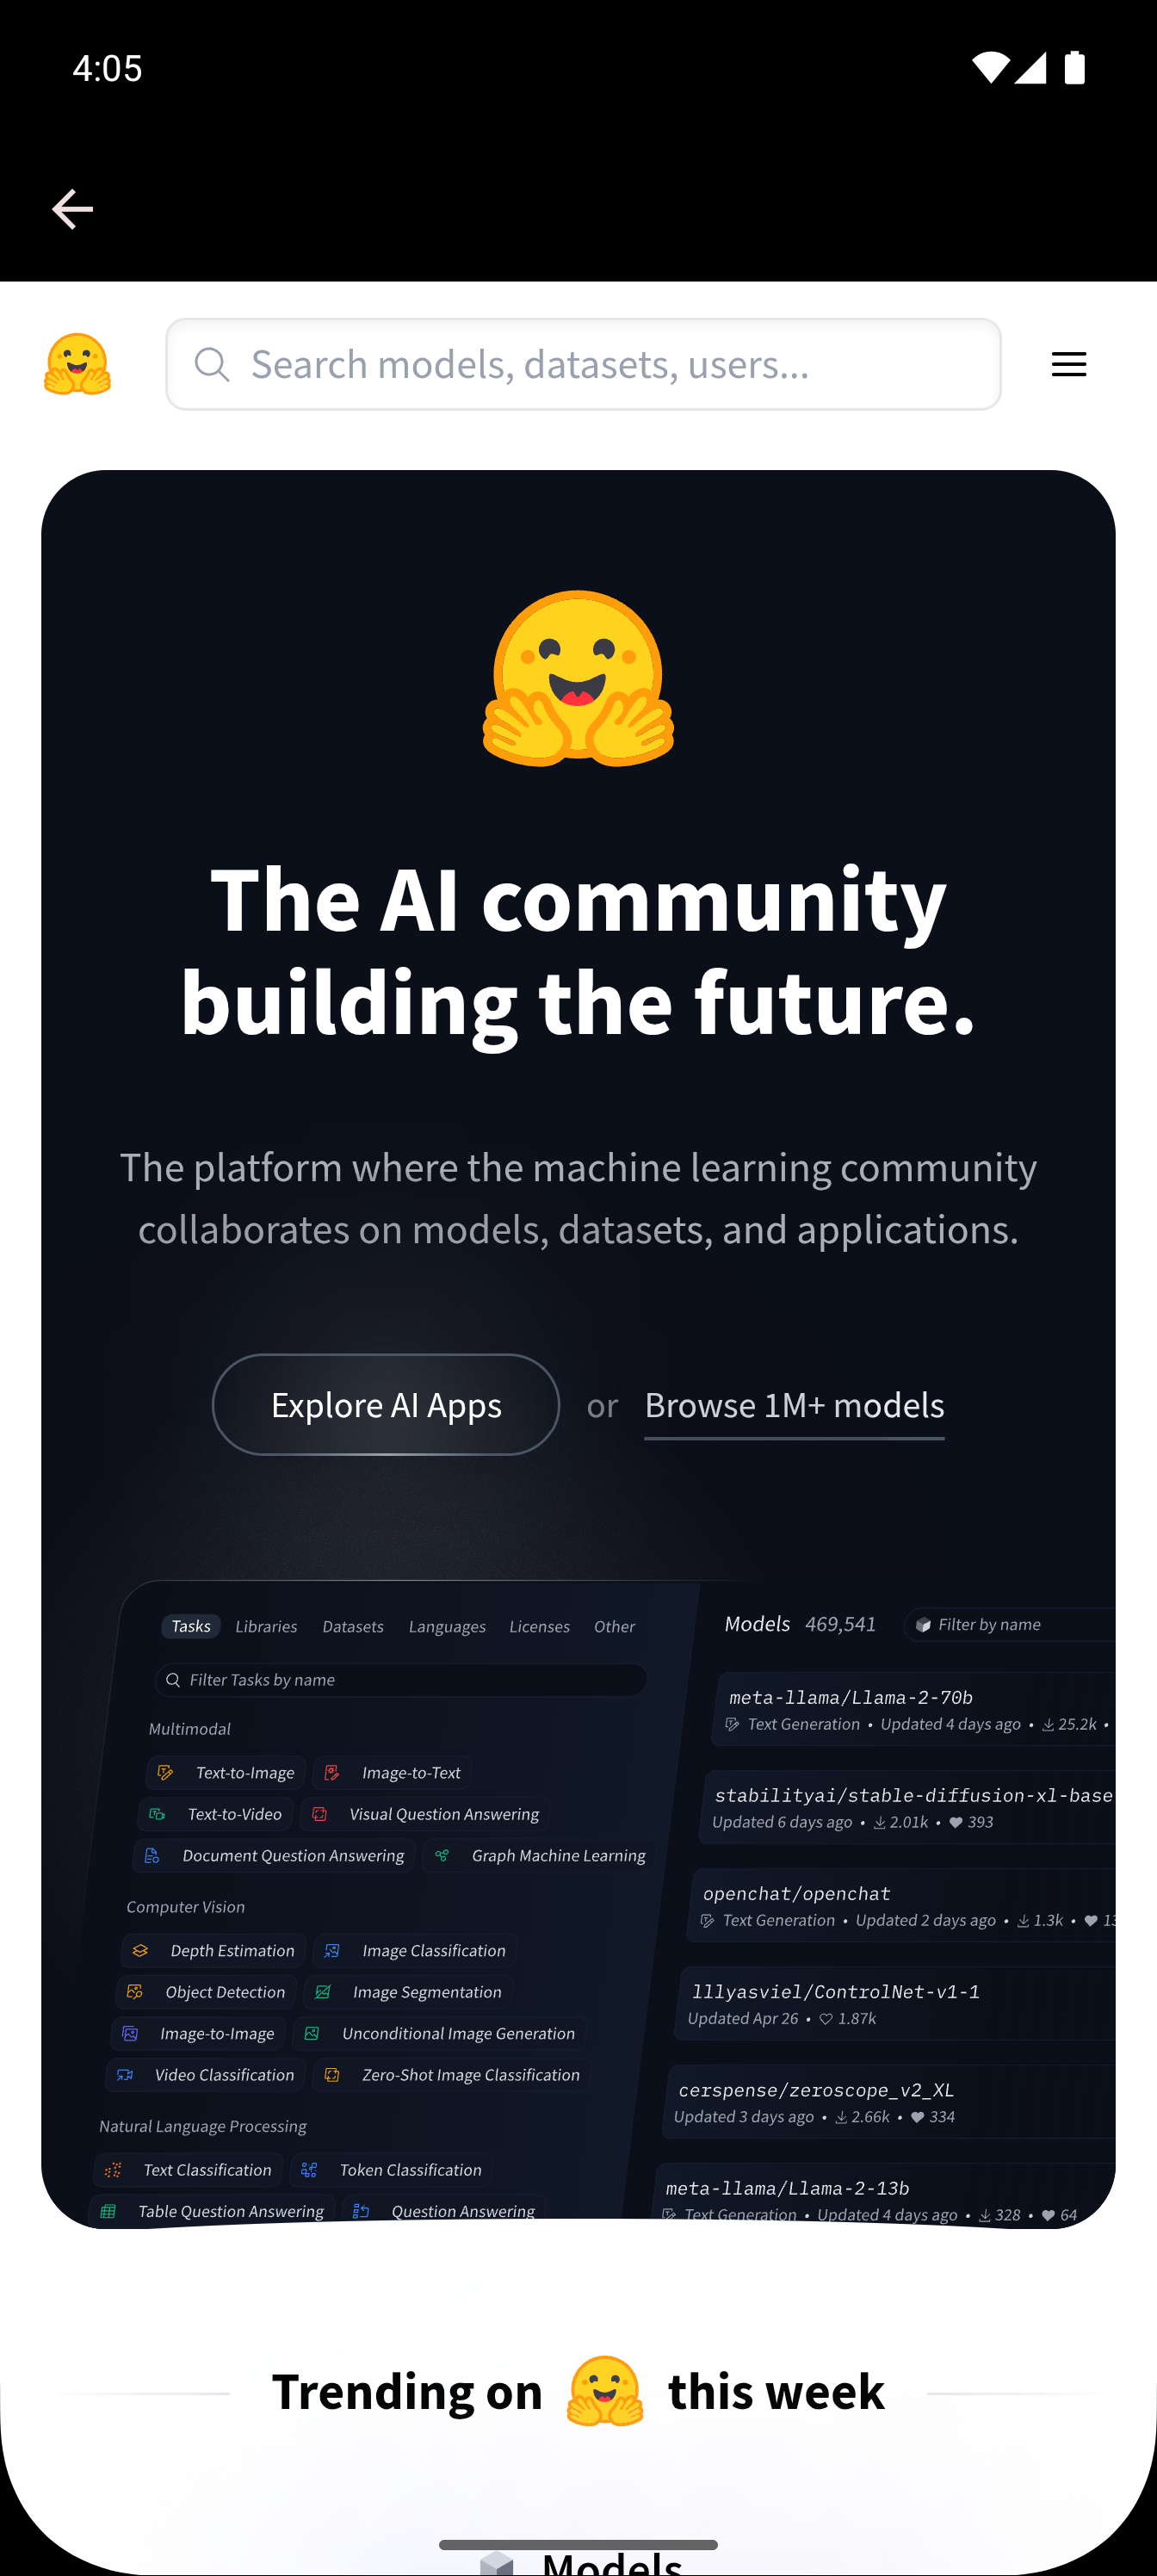 4:05
Search models, datasets, users...
The AI community
building the future.
The platform where the machine learning community
collaborates on models, datasets, and applications.
Explore AI Apps or Browse 1M+ models
Tasks Libraries Datasets Languages Licenses Other
Filter Tasks by name
Multimodal
Text-to-Image Image-to-Text
Text-to-Video Visual Question Answering
Document Question Answering Graph Machine Learning
Computer Vision
Depth Estimation Image Classification
Object Detection Image Segmentation
Image-to-Image Unconditional Image Generation
Video Classification Zero-Shot Image Classification
Natural Language Processing
Text Classification Token Classification
Table Question Answering Question Answering
Models 469,541 Filter by name
meta-llama/Llama-2-70b
Text Generation • Updated 4 days ago • 25.2k •
stabilityai/stable-diffusion-xl-base
Updated 6 days ago • 2.01k • 393
openchat/openchat
Text Generation • Updated 2 days ago • 1.3k • 13
lllyasviel/ControlNet-v1-1
Updated Apr 26 • 1.87k
cerspense/zeroscope_v2_XL
Updated 3 days ago • 2.66k • 334
meta-llama/Llama-2-13b
Text Generation • Updated 4 days ago • 328 • 64
Trending on this week
Models